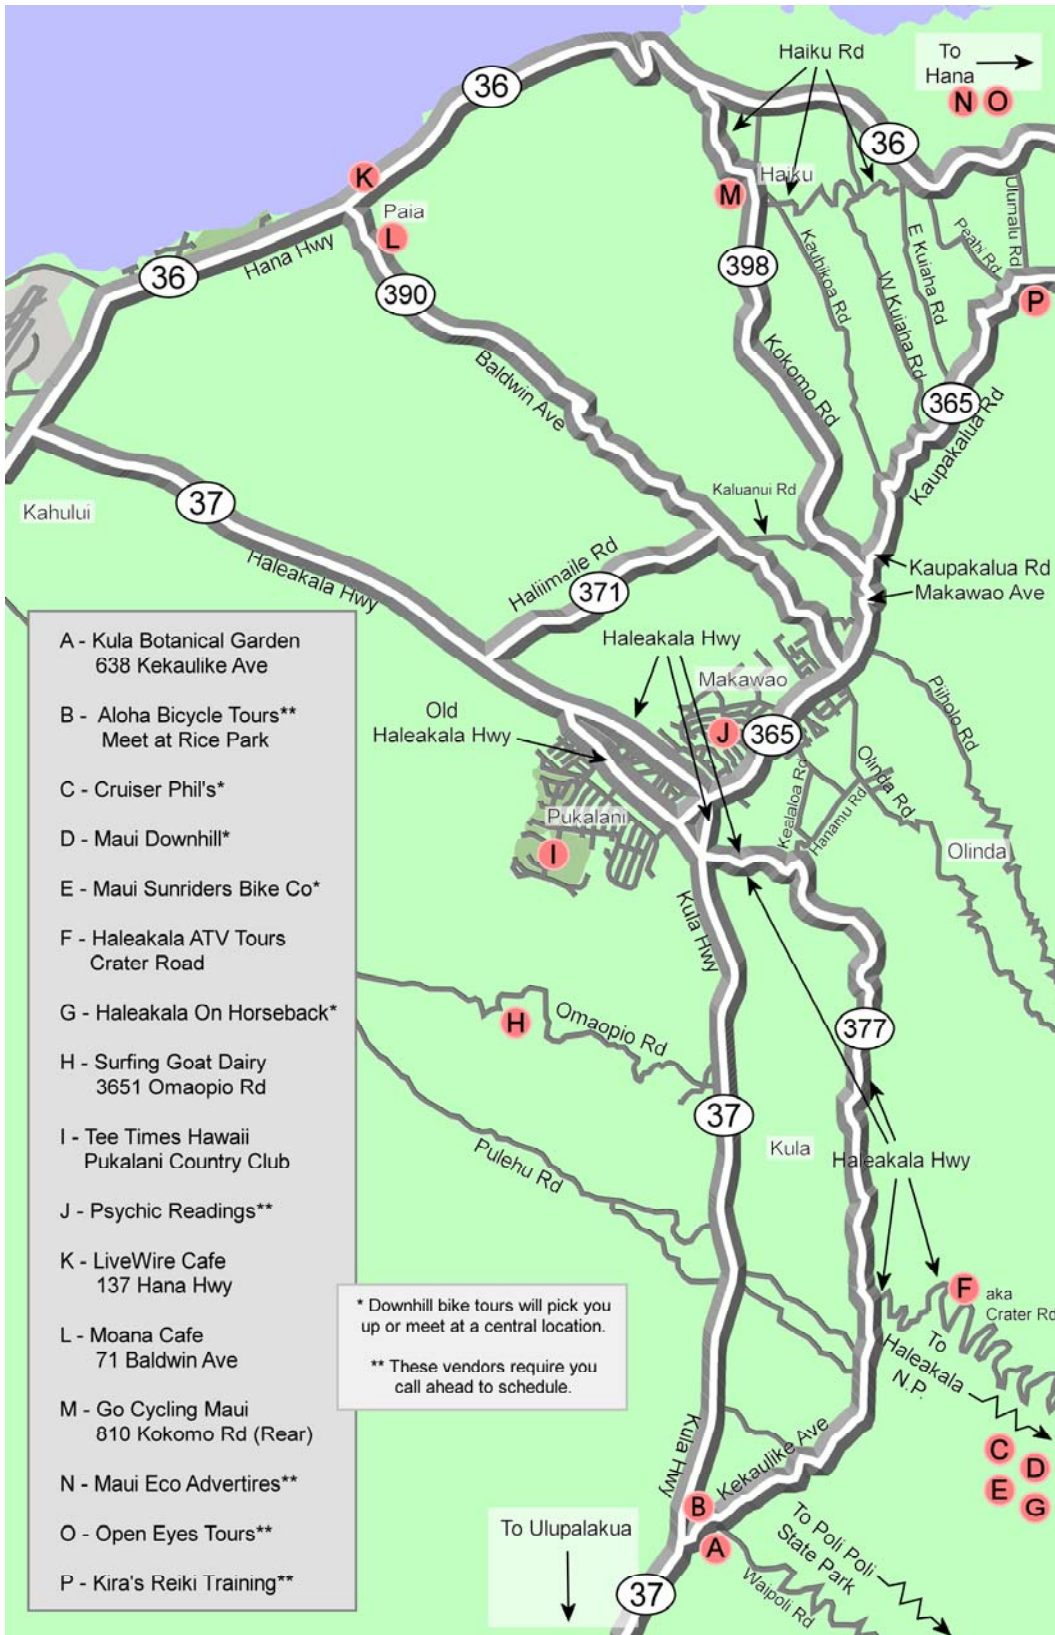 Haiku Rd
To
Hana
N O
36
36
K
Haiku
M
Paia
L
Ulumalu Rd
Peahi Rd
E Kuiaha Rd
Hana Hwy
36
398
390
Kauhikoa Rd
W Kuiaha Rd
P
Baldwin Ave
Kokomo Rd
365
Kaupakalua Rd
37
Kahului
Kaluanui Rd
Haleakala Hwy
Haliimaile Rd
371
Kaupakalua Rd
Makawao Ave
Haleakala Hwy
Makawao
Piiholo Rd
Old
Haleakala Hwy
J
365
Olinda Rd
Kealaloa Rd
Hanamu Rd
Pukalani
I
Olinda
Kula Hwy
H
Omaopio Rd
377
37
Kula
Pulehu Rd
Haleakala Hwy
F
aka
Crater Rd
To
Haleakala
N.P.
C
D
E
G
Kula Hwy
Kekaulike Ave
B
A
To Poli Poli
State Park
Waipoli Rd
To Ulupalakua
37
A - Kula Botanical Garden
638 Kekaulike Ave
B - Aloha Bicycle Tours**
Meet at Rice Park
C - Cruiser Phil's*
D - Maui Downhill*
E - Maui Sunriders Bike Co*
F - Haleakala ATV Tours
Crater Road
G - Haleakala On Horseback*
H - Surfing Goat Dairy
3651 Omaopio Rd
I - Tee Times Hawaii
Pukalani Country Club
J - Psychic Readings**
K - LiveWire Cafe
137 Hana Hwy
L - Moana Cafe
71 Baldwin Ave
M - Go Cycling Maui
810 Kokomo Rd (Rear)
N - Maui Eco Advertires**
O - Open Eyes Tours**
P - Kira's Reiki Training**
* Downhill bike tours will pick you
up or meet at a central location.
** These vendors require you
call ahead to schedule.